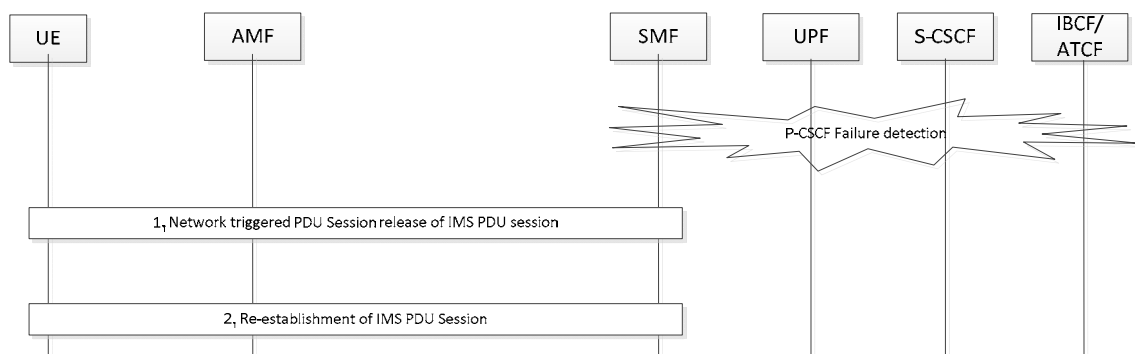 UE
AMF
SMF
UPF
S-CSCF
IBCF/
ATCF
P-CSCF Failure detection
1, Network triggered PDU Session release of IMS PDU session
2, Re-establishment of IMS PDU Session